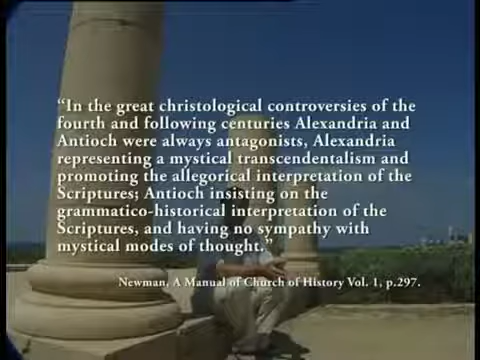 “In the great christological controversies of the
fourth and following centuries Alexandria and
Antioch were always antagonists, Alexandria
representing a mystical transcendentalism and
promoting the allegorical interpretation of the
Scriptures; Antioch insisting on the
grammatico-historical interpretation of the
Scriptures, and having no sympathy with
mystical modes of thought.”
Newman, A Manual of Church of History Vol. 1, p.297.